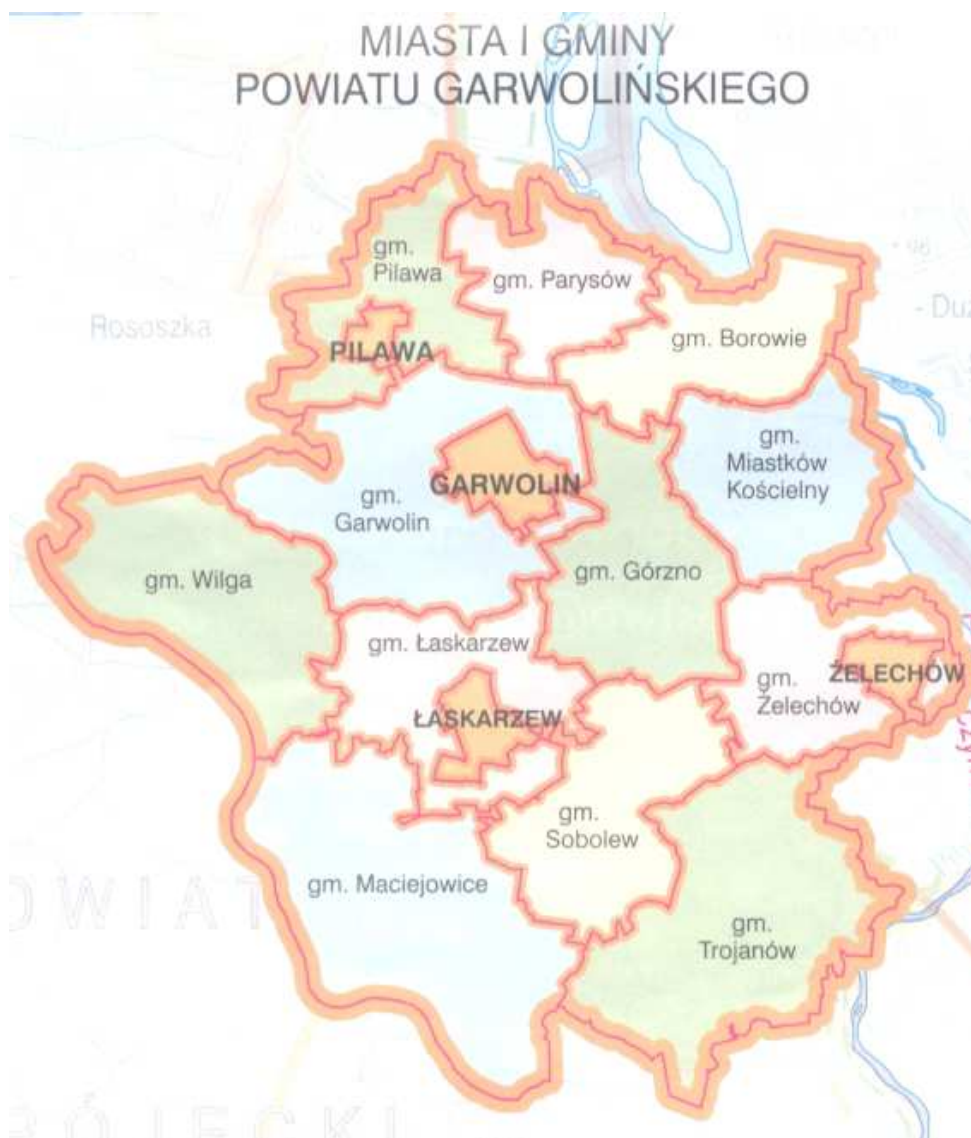 MIASTA I GMINY
POWIATU GARWOLIŃSKIEGO
gm.
Pilawa
gm. Parysów
Rososzka
PILAWA
gm. Borowie
gm.
Miastków
Kościelny
GARWOLIN
gm.
Garwolin
gm. Wilga
gm. Górzno
gm. Łaskarzew
ŻELECHÓW
gm.
Żelechów
ŁASKARZEW
gm.
Sobolew
gm. Maciejowice
OWIAT
gm.
Trojanów